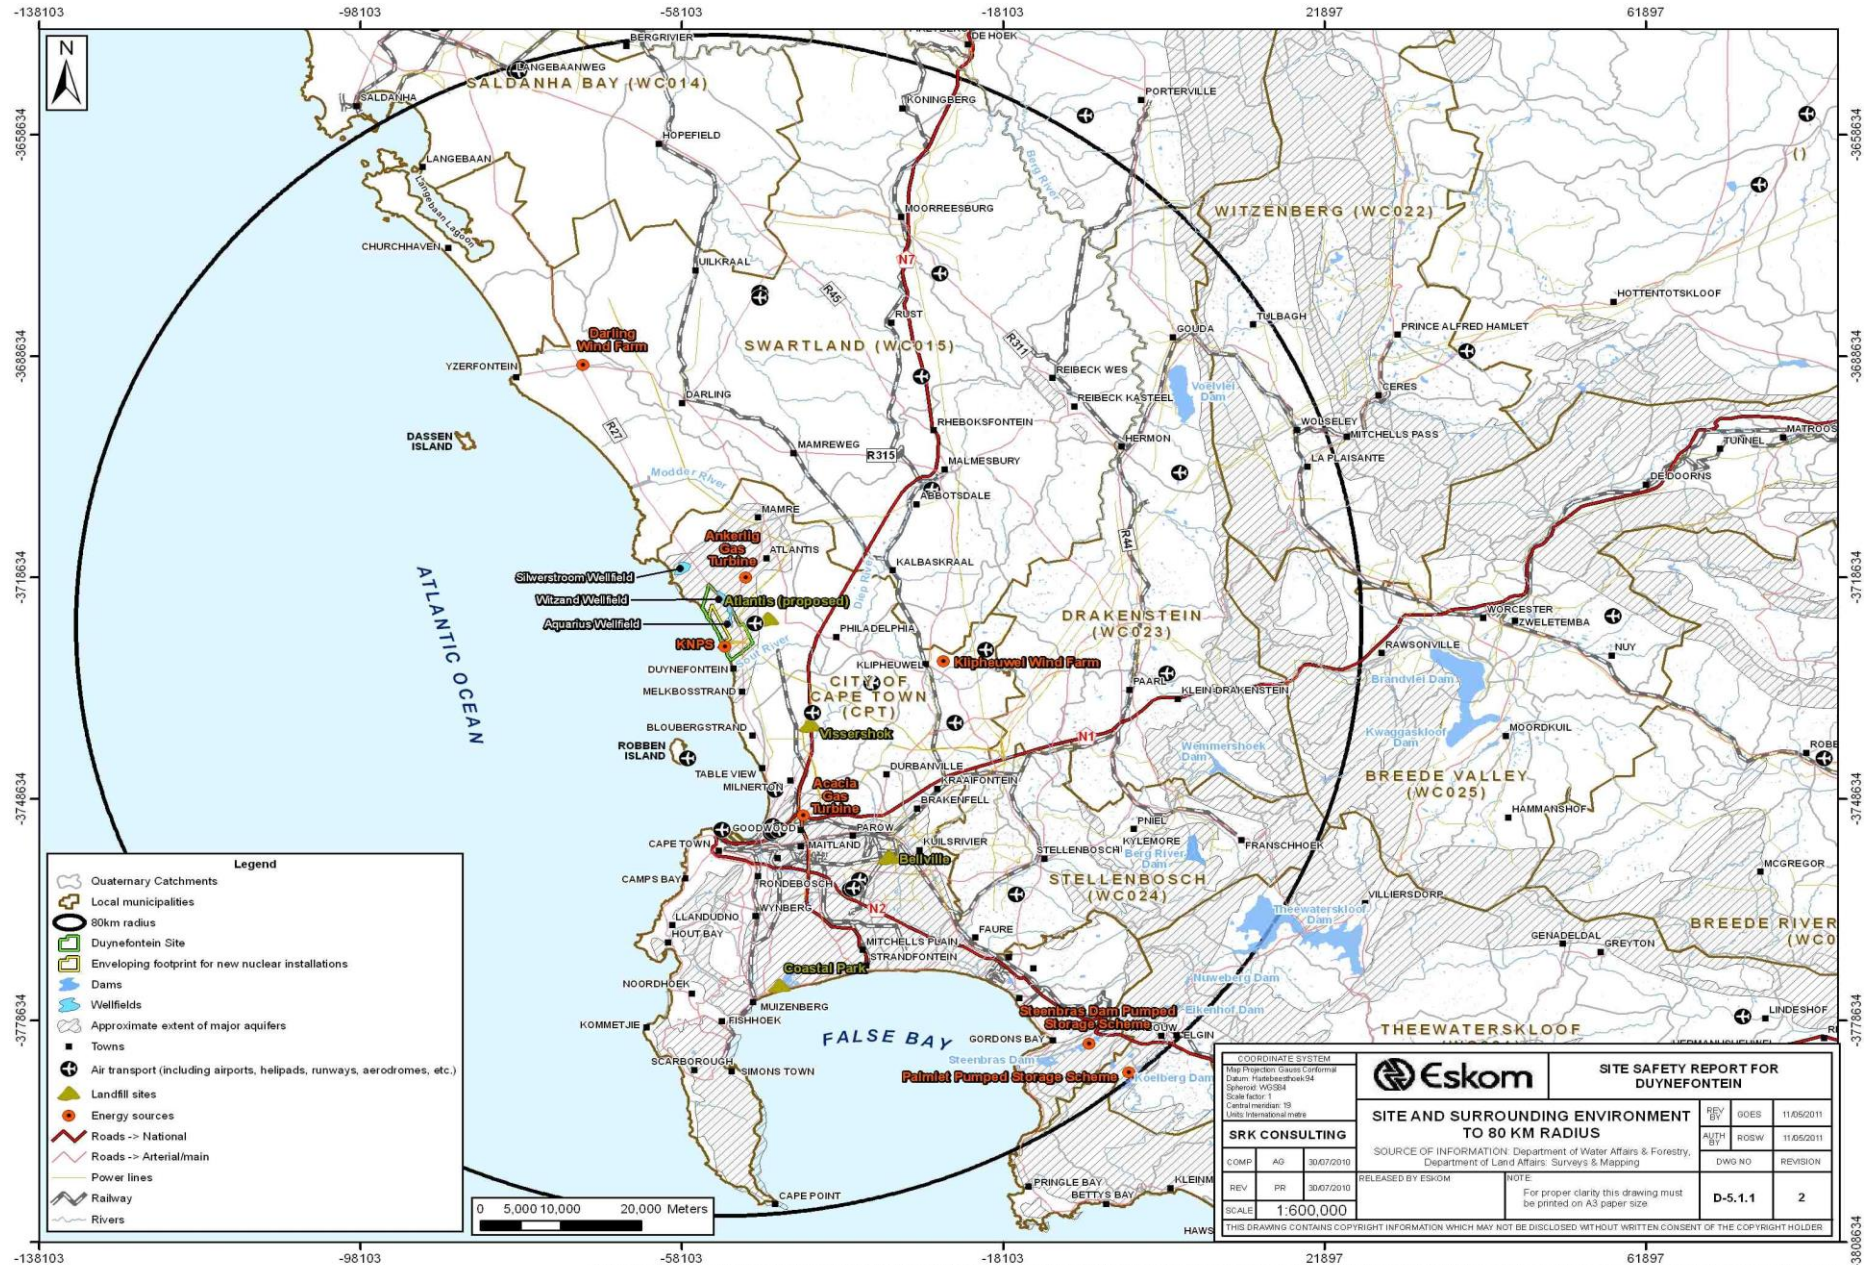 -138103
-98103
-58103
-18103
21897
61897
N
DE HOEK
BERGRIVIER
LANGEBAANWEG
SALDANHA BAY (WC014)
SALDANHA
KONINGBERG
PORTERVILLE
-3658634
-3658634
HOPEFIELD
Berg River
LANGEBAAN
Langebaan Lagoon
( )
MOORREESBURG
WITZENBERG (WC022)
CHURCHHAVEN
UILKRAAL
N7
R45
HOTTENTOTSKLOOF
RUST
TULBAGH
GOUDA
PRINCE ALFRED HAMLET
Darling
Wind Farm
SWARTLAND (WC015)
R311
-3688634
-3688634
YZERFONTEIN
REIBECK WES
Voelvlei
Dam
CERES
DARLING
REIBECK KASTEEL
R27
RHEBOKSFONTEIN
WOLSELEY
MITCHELLS PASS
MATROOS
TUNNEL
DASSEN
ISLAND
MAMREWEG
R315
HERMON
MALMESBURY
LA PLAISANTE
Modder River
DE DOORNS
ABBOTSDALE
MAMRE
Ankerlig
Gas
Turbine
ATLANTIS
R44
KALBASKRAAL
-3718634
-3718634
Silwerstroom Wellfield
Diep River
Witzand Wellfield
Atlantis (proposed)
ATLANTIC OCEAN
Aquarius Wellfield
DRAKENSTEIN
(WC023)
WORCESTER
ZWELETEMBA
PHILADELPHIA
KNPS
Sout River
RAWSONVILLE
NUY
DUYNEFONTEIN
KLIPHEUWEL
Klipheuwel Wind Farm
Brandvlei Dam
MELKBOSSTRAND
CITY OF
CAPE TOWN
(CPT)
PAARL
KLEIN DRAKENSTEIN
BLOUBERGSTRAND
Vissershok
N1
Kwaggaskloof
Dam
MOORDKUIL
ROBBEN
ISLAND
Wemmershoek
Dam
ROBE
TABLE VIEW
DURBANVILLE
KRAAIFONTEIN
BREEDE VALLEY
(WC025)
MILNERTON
Acacia
Gas
Turbine
-3748634
-3748634
BRAKENFELL
HAMMANSHOF
GOODWOOD
PAROW
PNIEL
CAPE TOWN
MAITLAND
KUILSRIVIER
KYLEMORE
Berg River
Dam
FRANSCHHOEK
Bellville
STELLENBOSCH
CAMPS BAY
RONDEBOSCH
STELLENBOSCH
(WC024)
MCGREGOR
N2
VILLIERSDORP
LLANDUDNO
WYNBERG
Theewaterskloof
Dam
BREEDE RIVER
(WC0
HOUT BAY
MITCHELLS PLAIN
FAURE
GENADELDAL
GREYTON
STRANDFONTEIN
Coastal Park
Nuweberg Dam
NOORDHOEK
MUIZENBERG
Eikenhof Dam
LINDESHOF
KOMMETJIE
FISHHOEK
Steenbras Dam Pumped
Storage Scheme
ELGIN
THEEWATERSKLOOF
-3778634
-3778634
FALSE BAY
GORDONS BAY
SCARBOROUGH
SIMONS TOWN
Steenbras Dam
Palmiet Pumped Storage Scheme
Kogelberg Dam
PRINGLE BAY
KLEINM
BETTYS BAY
CAPE POINT
HAWS
Legend
Quaternary Catchments
Local municipalities
80km radius
Duynefontein Site
Enveloping footprint for new nuclear installations
Dams
Wellfields
Approximate extent of major aquifers
Towns
Air transport (including airports, helipads, runways, aerodromes, etc.)
Landfill sites
Energy sources
Roads -> National
Roads -> Arterial/main
Power lines
Railway
Rivers
0 5,000 10,000 20,000 Meters
COORDINATE SYSTEM
Map Projection: Gauss Conformal
Datum: Hartebeesthoek94
Spheroid: WGS84
Scale factor: 1
Central meridian: 19
Units: International metre
SRK CONSULTING
COMP AG 30/07/2010
REV PR 30/07/2010
SCALE 1:600,000
Eskom
SITE SAFETY REPORT FOR
DUYNEFONTEIN
SITE AND SURROUNDING ENVIRONMENT
TO 80 KM RADIUS
SOURCE OF INFORMATION: Department of Water Affairs & Forestry,
Department of Land Affairs: Surveys & Mapping
REV BY GOES 11/05/2011
AUTH BY ROSW 11/05/2011
DWG NO REVISION
RELEASED BY ESKOM
NOTE:
For proper clarity this drawing must
be printed on A3 paper size
D-5.1.1 2
THIS DRAWING CONTAINS COPYRIGHT INFORMATION WHICH MAY NOT BE DISCLOSED WITHOUT WRITTEN CONSENT OF THE COPYRIGHT HOLDER
3808634
-138103
-98103
-58103
-18103
21897
61897